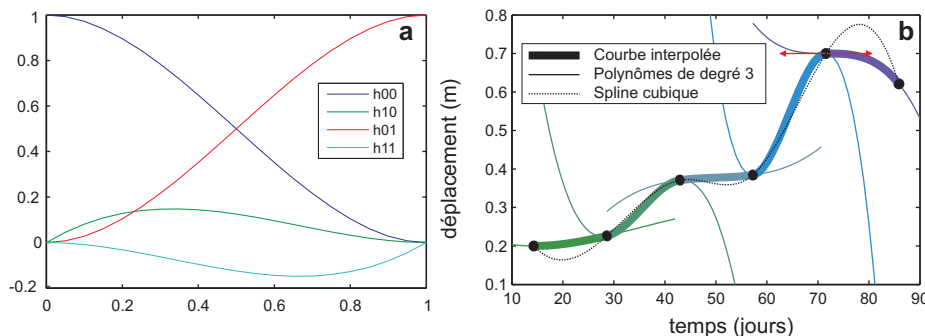 a
1
0.8
0.6
0.4
0.2
0
-0.2
0
0.2
0.4
0.6
0.8
1
h00
h10
h01
h11
b
déplacement (m)
0.8
0.7
0.6
0.5
0.4
0.3
0.2
0.1
10
20
30
40
50
60
70
80
90
temps (jours)
Courbe interpolée
Polynômes de degré 3
Spline cubique